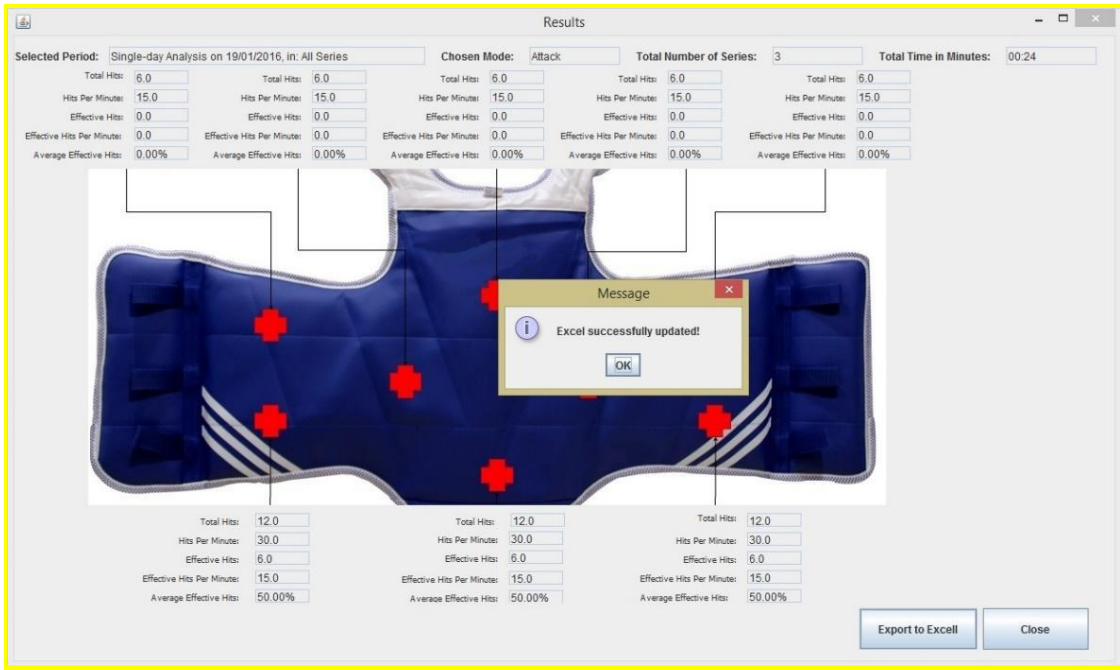 Results
Selected Period: Single-day Analysis on 19/01/2016, in: All Series Chosen Mode: Attack Total Number of Series: 3 Total Time in Minutes: 00:24
Total Hits: 6.0 Total Hits: 6.0 Total Hits: 6.0 Total Hits: 6.0 Total Hits: 6.0
Hits Per Minute: 15.0 Hits Per Minute: 15.0 Hits Per Minute: 15.0 Hits Per Minute: 15.0 Hits Per Minute: 15.0
Effective Hits: 0.0 Effective Hits: 0.0 Effective Hits: 0.0 Effective Hits: 0.0 Effective Hits: 0.0
Effective Hits Per Minute: 0.0 Effective Hits Per Minute: 0.0 Effective Hits Per Minute: 0.0 Effective Hits Per Minute: 0.0 Effective Hits Per Minute: 0.0
Average Effective Hits: 0.00% Average Effective Hits: 0.00% Average Effective Hits: 0.00% Average Effective Hits: 0.00% Average Effective Hits: 0.00%
Message
Excel successfully updated!
OK
Total Hits: 12.0 Total Hits: 12.0 Total Hits: 12.0
Hits Per Minute: 30.0 Hits Per Minute: 30.0 Hits Per Minute: 30.0
Effective Hits: 6.0 Effective Hits: 6.0 Effective Hits: 6.0
Effective Hits Per Minute: 15.0 Effective Hits Per Minute: 15.0 Effective Hits Per Minute: 15.0
Average Effective Hits: 50.00% Average Effective Hits: 50.00% Average Effective Hits: 50.00%
Export to Excell Close